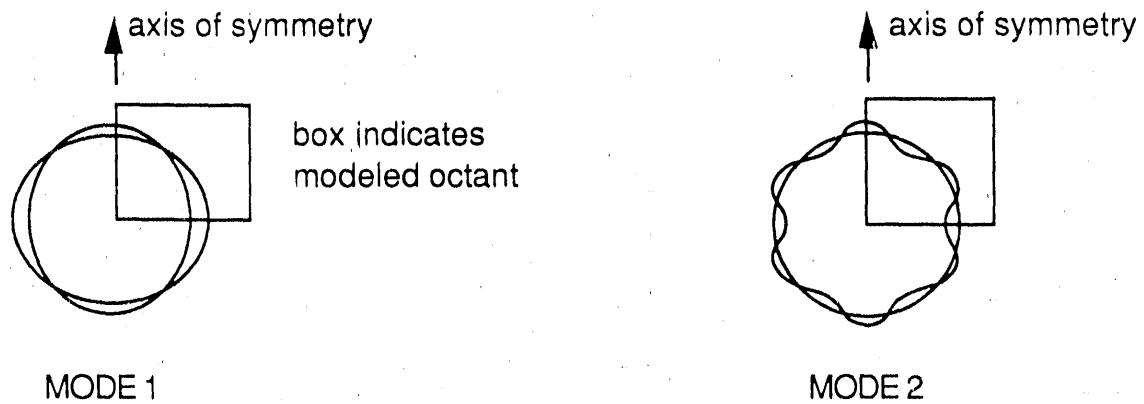 axis of symmetry
axis of symmetry
box indicates
modeled octant
MODE 1
MODE 2